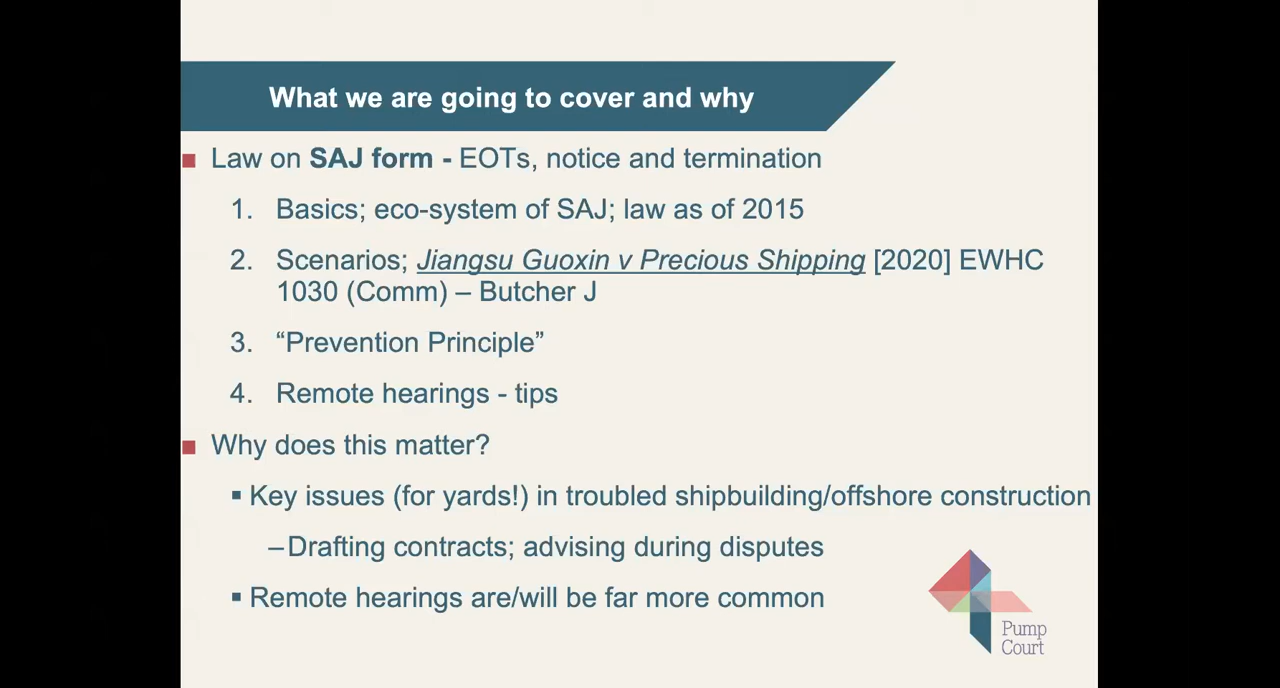 What we are going to cover and why
Law on SAJ form - EOTs, notice and termination
1. Basics; eco-system of SAJ; law as of 2015
2. Scenarios; Jiangsu Guoxin v Precious Shipping [2020] EWHC
1030 (Comm) – Butcher J
3. “Prevention Principle”
4. Remote hearings - tips
Why does this matter?
Key issues (for yards!) in troubled shipbuilding/offshore construction
–Drafting contracts; advising during disputes
Remote hearings are/will be far more common
Pump
Court